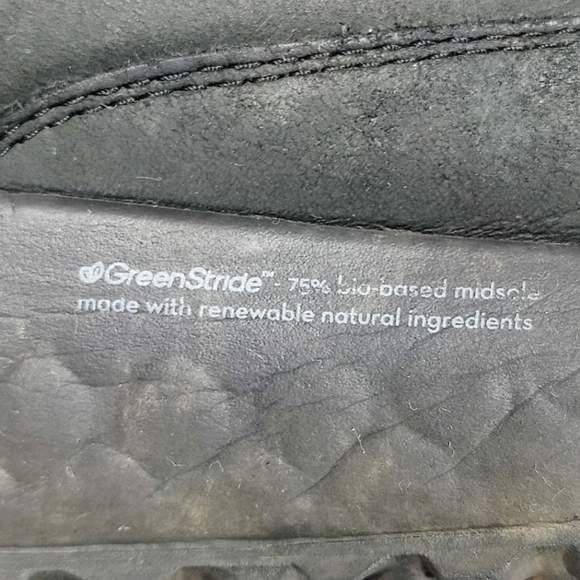 GreenStride™- 75% bio-based midsole
made with renewable natural ingredients